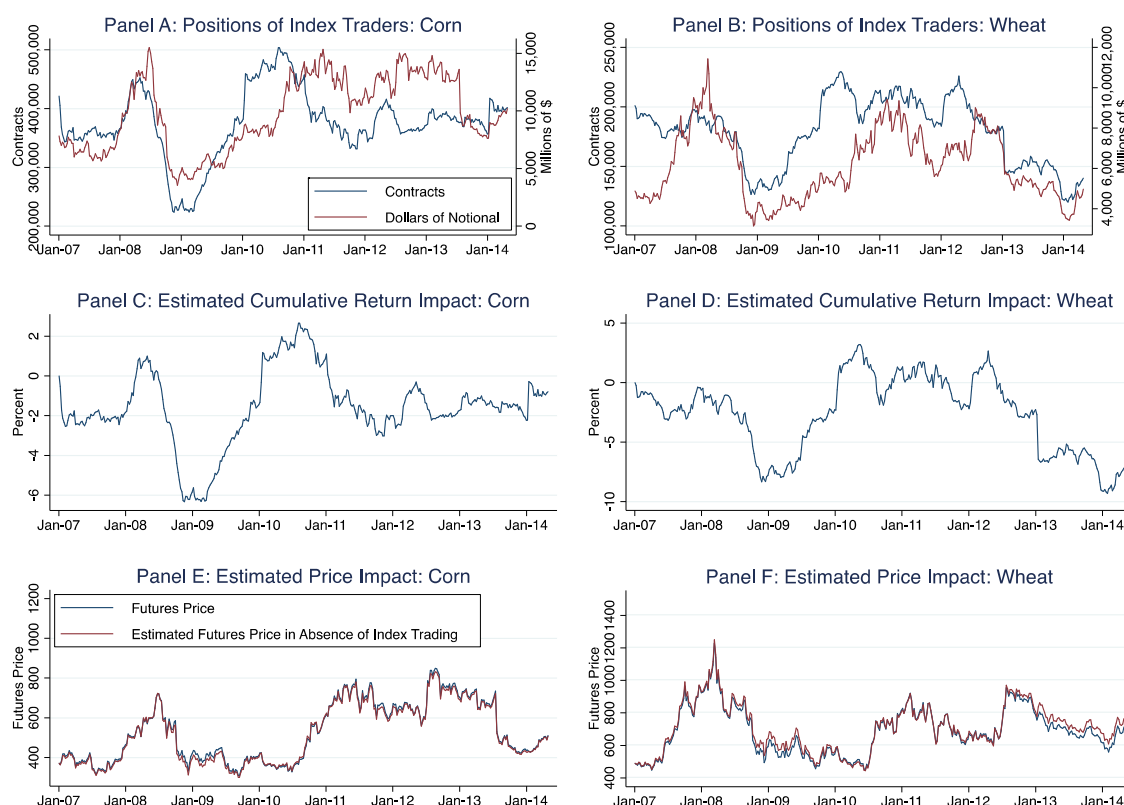 Panel A: Positions of Index Traders: Corn
Contracts
500,000
400,000
300,000
200,000
15,000
10,000
5,000
0
Millions of $
Contracts
Dollars of Notional
Jan-07 Jan-08 Jan-09 Jan-10 Jan-11 Jan-12 Jan-13 Jan-14
Panel B: Positions of Index Traders: Wheat
Contracts
250,000
200,000
150,000
100,000
12,000
10,000
8,000
6,000
4,000
Millions of $
Jan-07 Jan-08 Jan-09 Jan-10 Jan-11 Jan-12 Jan-13 Jan-14
Panel C: Estimated Cumulative Return Impact: Corn
Percent
2
0
-2
-4
-6
Jan-07 Jan-08 Jan-09 Jan-10 Jan-11 Jan-12 Jan-13 Jan-14
Panel D: Estimated Cumulative Return Impact: Wheat
Percent
5
0
-5
-10
Jan-07 Jan-08 Jan-09 Jan-10 Jan-11 Jan-12 Jan-13 Jan-14
Panel E: Estimated Price Impact: Corn
Futures Price
1200
1000
800
600
400
Futures Price
Estimated Futures Price in Absence of Index Trading
Jan-07 Jan-08 Jan-09 Jan-10 Jan-11 Jan-12 Jan-13 Jan-14
Panel F: Estimated Price Impact: Wheat
Futures Price
1400
1200
1000
800
600
400
Jan-07 Jan-08 Jan-09 Jan-10 Jan-11 Jan-12 Jan-13 Jan-14